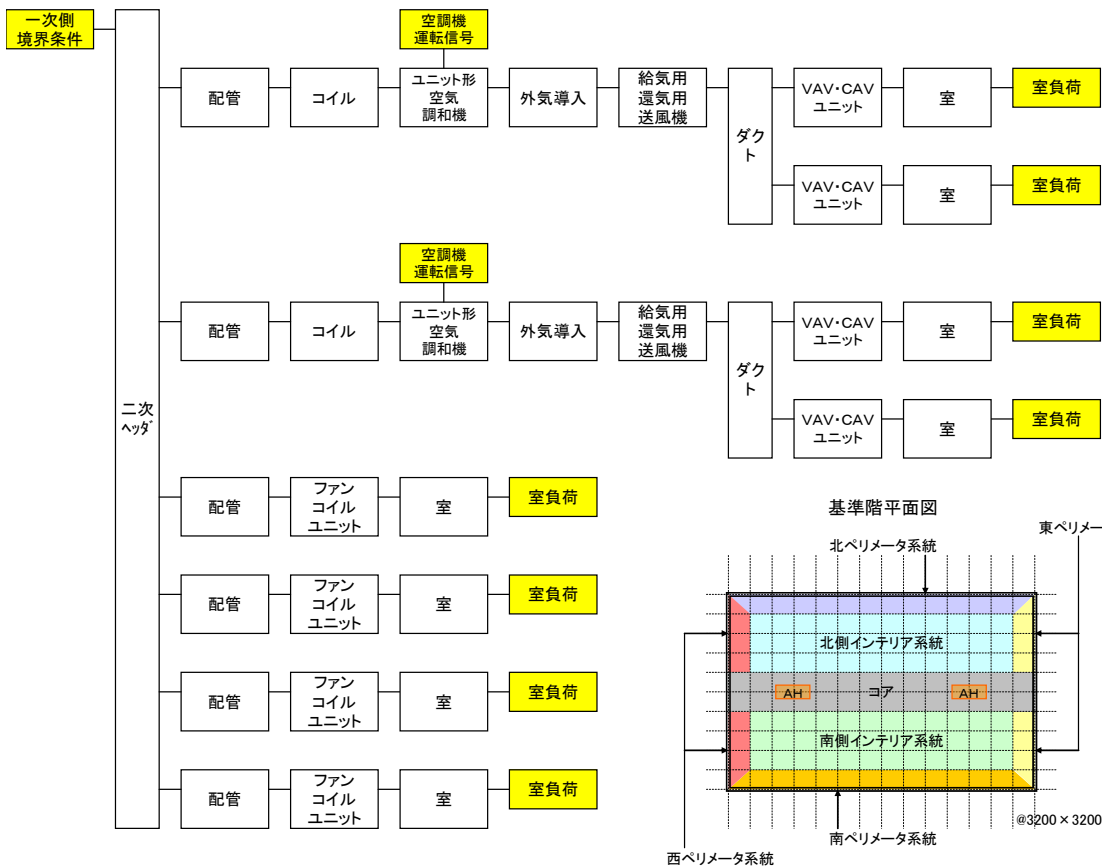 一次側
境界条件
空調機
運転信号
配管
コイル
ユニット形
空気
調和機
外気導入
給気用
還気用
送風機
ダク
ト
VAV・CAV
ユニット
室
室負荷
VAV・CAV
ユニット
室
室負荷
空調機
運転信号
配管
コイル
ユニット形
空気
調和機
外気導入
給気用
還気用
送風機
ダク
ト
VAV・CAV
ユニット
室
室負荷
VAV・CAV
ユニット
室
室負荷
二次
ヘッダ
配管
ファン
コイル
ユニット
室
室負荷
配管
ファン
コイル
ユニット
室
室負荷
配管
ファン
コイル
ユニット
室
室負荷
配管
ファン
コイル
ユニット
室
室負荷
基準階平面図
東ペリメー
北ペリメータ系統
北側インテリア系統
AH
コア
AH
南側インテリア系統
@3200×3200
南ペリメータ系統
西ペリメータ系統